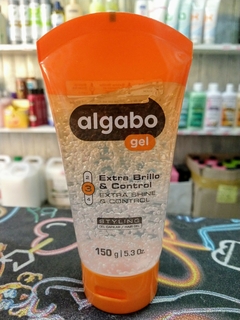 algabo
gel
3
Extra Brillo
& Control
EXTRA SHINE
& CONTROL
STYLING
150 g | 5.3 Oz.